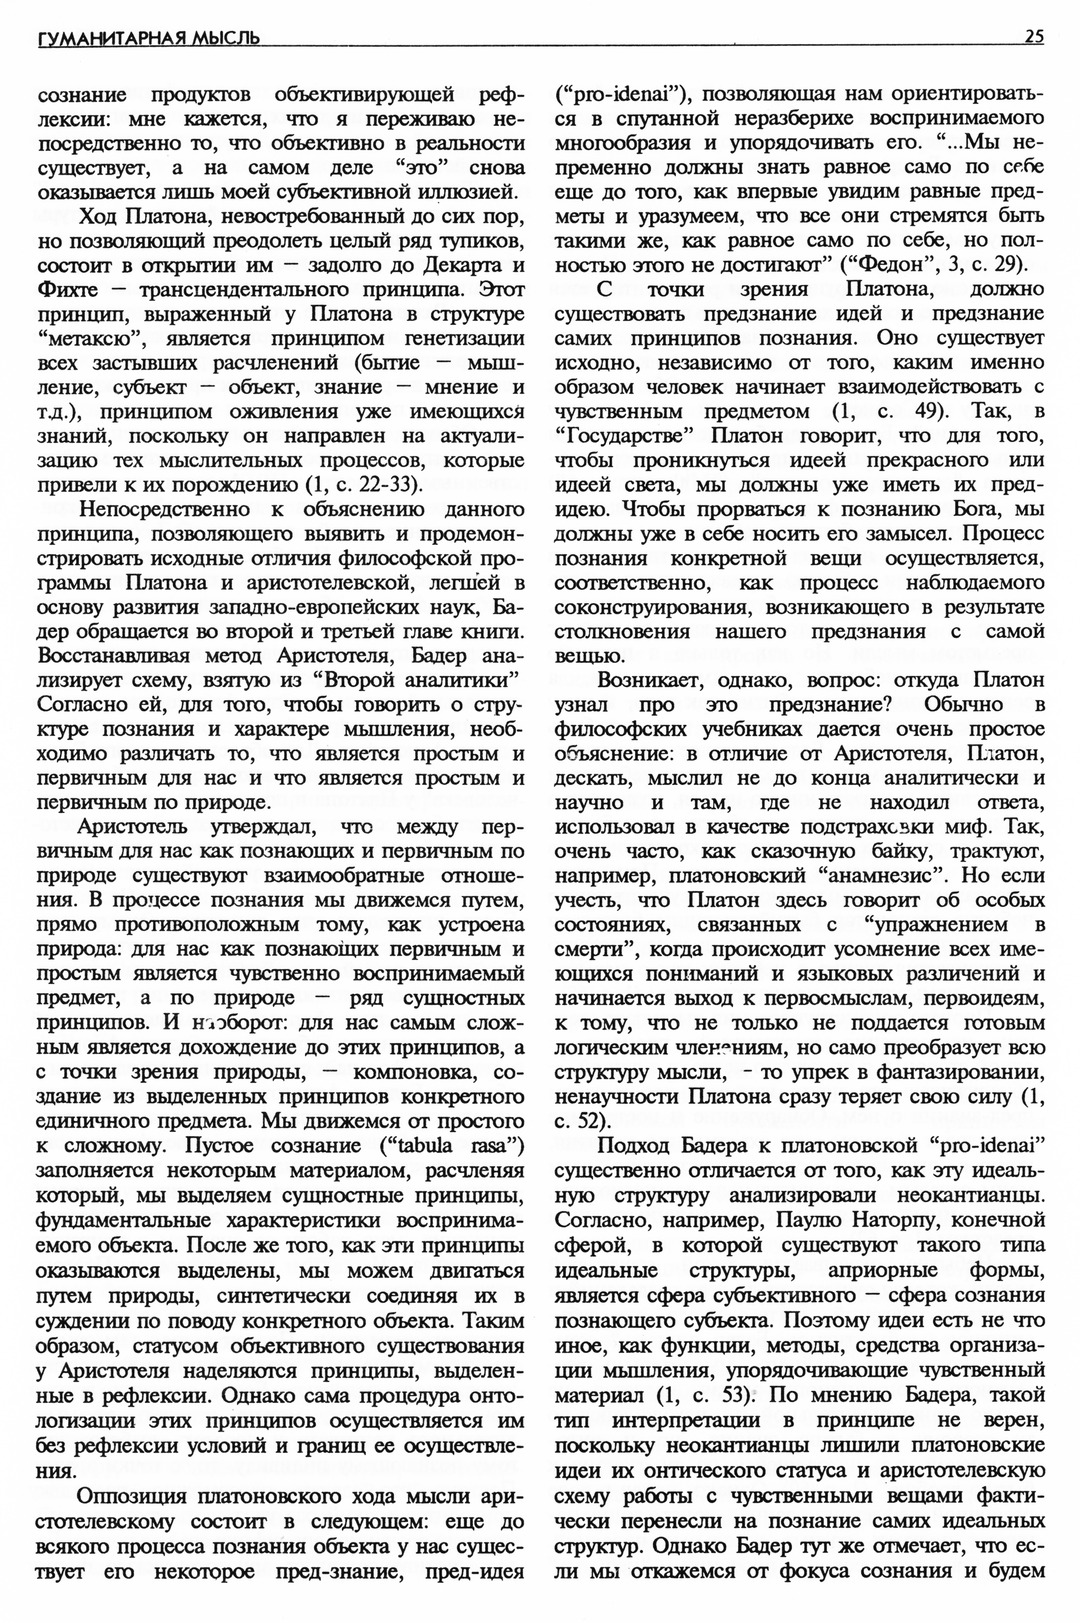 ГУМАНИТАРНАЯ МЫСЛЬ 25
сознание продуктов объективирующей реф-
лексии: мне кажется, что я переживаю не-
посредственно то, что объективно в реальности
существует, а на самом деле “это” снова
оказывается лишь моей субъективной иллюзией.
Ход Платона, невостребованный до сих пор,
но позволяющий преодолеть целый ряд тупиков,
состоит в открытии им — задолго до Декарта и
Фихте — трансцендентального принципа. Этот
принцип, выраженный у Платона в структуре
“метаксю”, является принципом генетизации
всех застывших расчленений (бытие — мыш-
ление, субъект — объект, знание — мнение и
т.д.), принципом оживления уже имеющихся
знаний, поскольку он направлен на актуали-
зацию тех мыслительных процессов, которые
привели к их порождению (1, с. 22-33).
Непосредственно к объяснению данного
принципа, позволяющего выявить и продемон-
стрировать исходные отличия философской про-
граммы Платона и аристотелевской, легшей в
основу развития западно-европейских наук, Ба-
дер обращается во второй и третьей главе книги.
Восстанавливая метод Аристотеля, Бадер ана-
лизирует схему, взятую из “Второй аналитики”
Согласно ей, для того, чтобы говорить о стру-
ктуре познания и характере мышления, необ-
ходимо различать то, что является простым и
первичным для нас и что является простым и
первичным по природе.
Аристотель утверждал, что между пер-
вичным для нас как познающих и первичным по
природе существуют взаимообратные отноше-
ния. В процессе познания мы движемся путем,
прямо противоположным тому, как устроена
природа: для нас как познающих первичным и
простым является чувственно воспринимаемый
предмет, а по природе — ряд сущностных
принципов. И наоборот: для нас самым слож-
ным является дохождение до этих принципов, а
с точки зрения природы, — компоновка, со-
здание из выделенных принципов конкретного
единичного предмета. Мы движемся от простого
к сложному. Пустое сознание (“tabula rasa”)
заполняется некоторым материалом, расчленяя
который, мы выделяем сущностные принципы,
фундаментальные характеристики воспринима-
емого объекта. После же того, как эти принципы
оказываются выделены, мы можем двигаться
путем природы, синтетически соединяя их в
суждении по поводу конкретного объекта. Таким
образом, статусом объективного существования
у Аристотеля наделяются принципы, выделен-
ные в рефлексии. Однако сама процедура онто-
логизации этих принципов осуществляется им
без рефлексии условий и границ ее осуществле-
ния.
Оппозиция платоновского хода мысли ари-
стотелевскому состоит в следующем: еще до
всякого процесса познания объекта у нас сущес-
твует его некоторое пред-знание, пред-идея
(“pro-idenai”), позволяющая нам ориентировать-
ся в спутанной неразберихе воспринимаемого
многообразия и упорядочивать его. “...Мы не-
пременно должны знать равное само по себе
еще до того, как впервые увидим равные пред-
меты и уразумеем, что все они стремятся быть
такими же, как равное само по себе, но пол-
ностью этого не достигают” (“Федон”, 3, с. 29).
С точки зрения Платона, должно
существовать предзнание идей и предзнание
самих принципов познания. Оно существует
исходно, независимо от того, каким именно
образом человек начинает взаимодействовать с
чувственным предметом (1, с. 49). Так, в
“Государстве” Платон говорит, что для того,
чтобы проникнуться идеей прекрасного или
идеей света, мы должны уже иметь их пред-
идею. Чтобы прорваться к познанию Бога, мы
должны уже в себе носить его замысел. Процесс
познания конкретной вещи осуществляется,
соответственно, как процесс наблюдаемого
соконструирования, возникающего в результате
столкновения нашего предзнания с самой
вещью.
Возникает, однако, вопрос: откуда Платон
узнал про это предзнание? Обычно в
философских учебниках дается очень простое
объяснение: в отличие от Аристотеля, Платон,
дескать, мыслил не до конца аналитически и
научно и там, где не находил ответа,
использовал в качестве подстраховки миф. Так,
очень часто, как сказочную байку, трактуют,
например, платоновский “анамнезис”. Но если
учесть, что Платон здесь говорит об особых
состояниях, связанных с “упражнением в
смерти”, когда происходит усомнение всех име-
ющихся пониманий и языковых различений и
начинается выход к первосмыслам, первоидеям,
к тому, что не только не поддается готовым
логическим членениям, но само преобразует всю
структуру мысли, - то упрек в фантазировании,
ненаучности Платона сразу теряет свою силу (1,
с. 52).
Подход Бадера к платоновской “pro-idenai”
существенно отличается от того, как эту идеаль-
ную структуру анализировали неокантианцы.
Согласно, например, Паулю Наторпу, конечной
сферой, в которой существуют такого типа
идеальные структуры, априорные формы,
является сфера субъективного — сфера сознания
познающего субъекта. Поэтому идеи есть не что
иное, как функции, методы, средства организа-
ции мышления, упорядочивающие чувственный
материал (1, с. 53). По мнению Бадера, такой
тип интерпретации в принципе не верен,
поскольку неокантианцы лишили платоновские
идеи их онтического статуса и аристотелевскую
схему работы с чувственными вещами факти-
чески перенесли на познание самих идеальных
структур. Однако Бадер тут же отмечает, что ес-
ли мы откажемся от фокуса сознания и будем